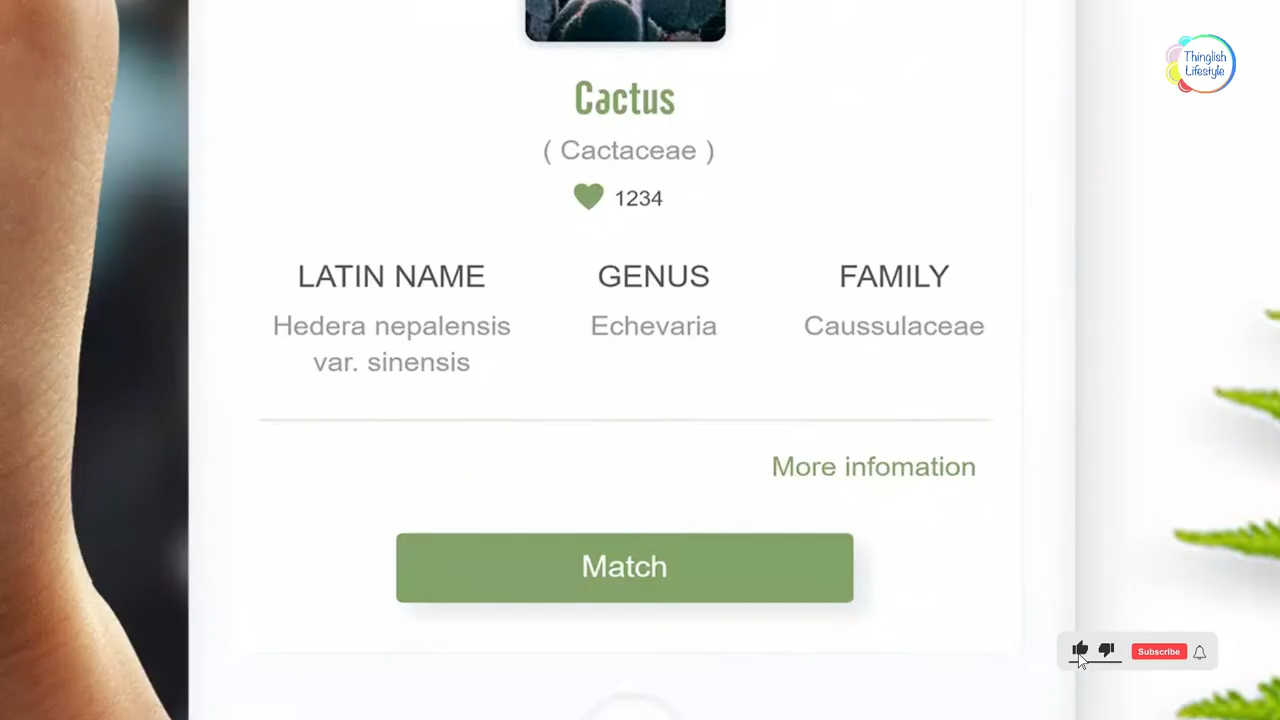 Thinglish
Lifestyle
Cactus
( Cactaceae )
1234
LATIN NAME
GENUS
FAMILY
Hedera nepalensis
var. sinensis
Echevaria
Caussulaceae
More infomation
Match
Subscribe